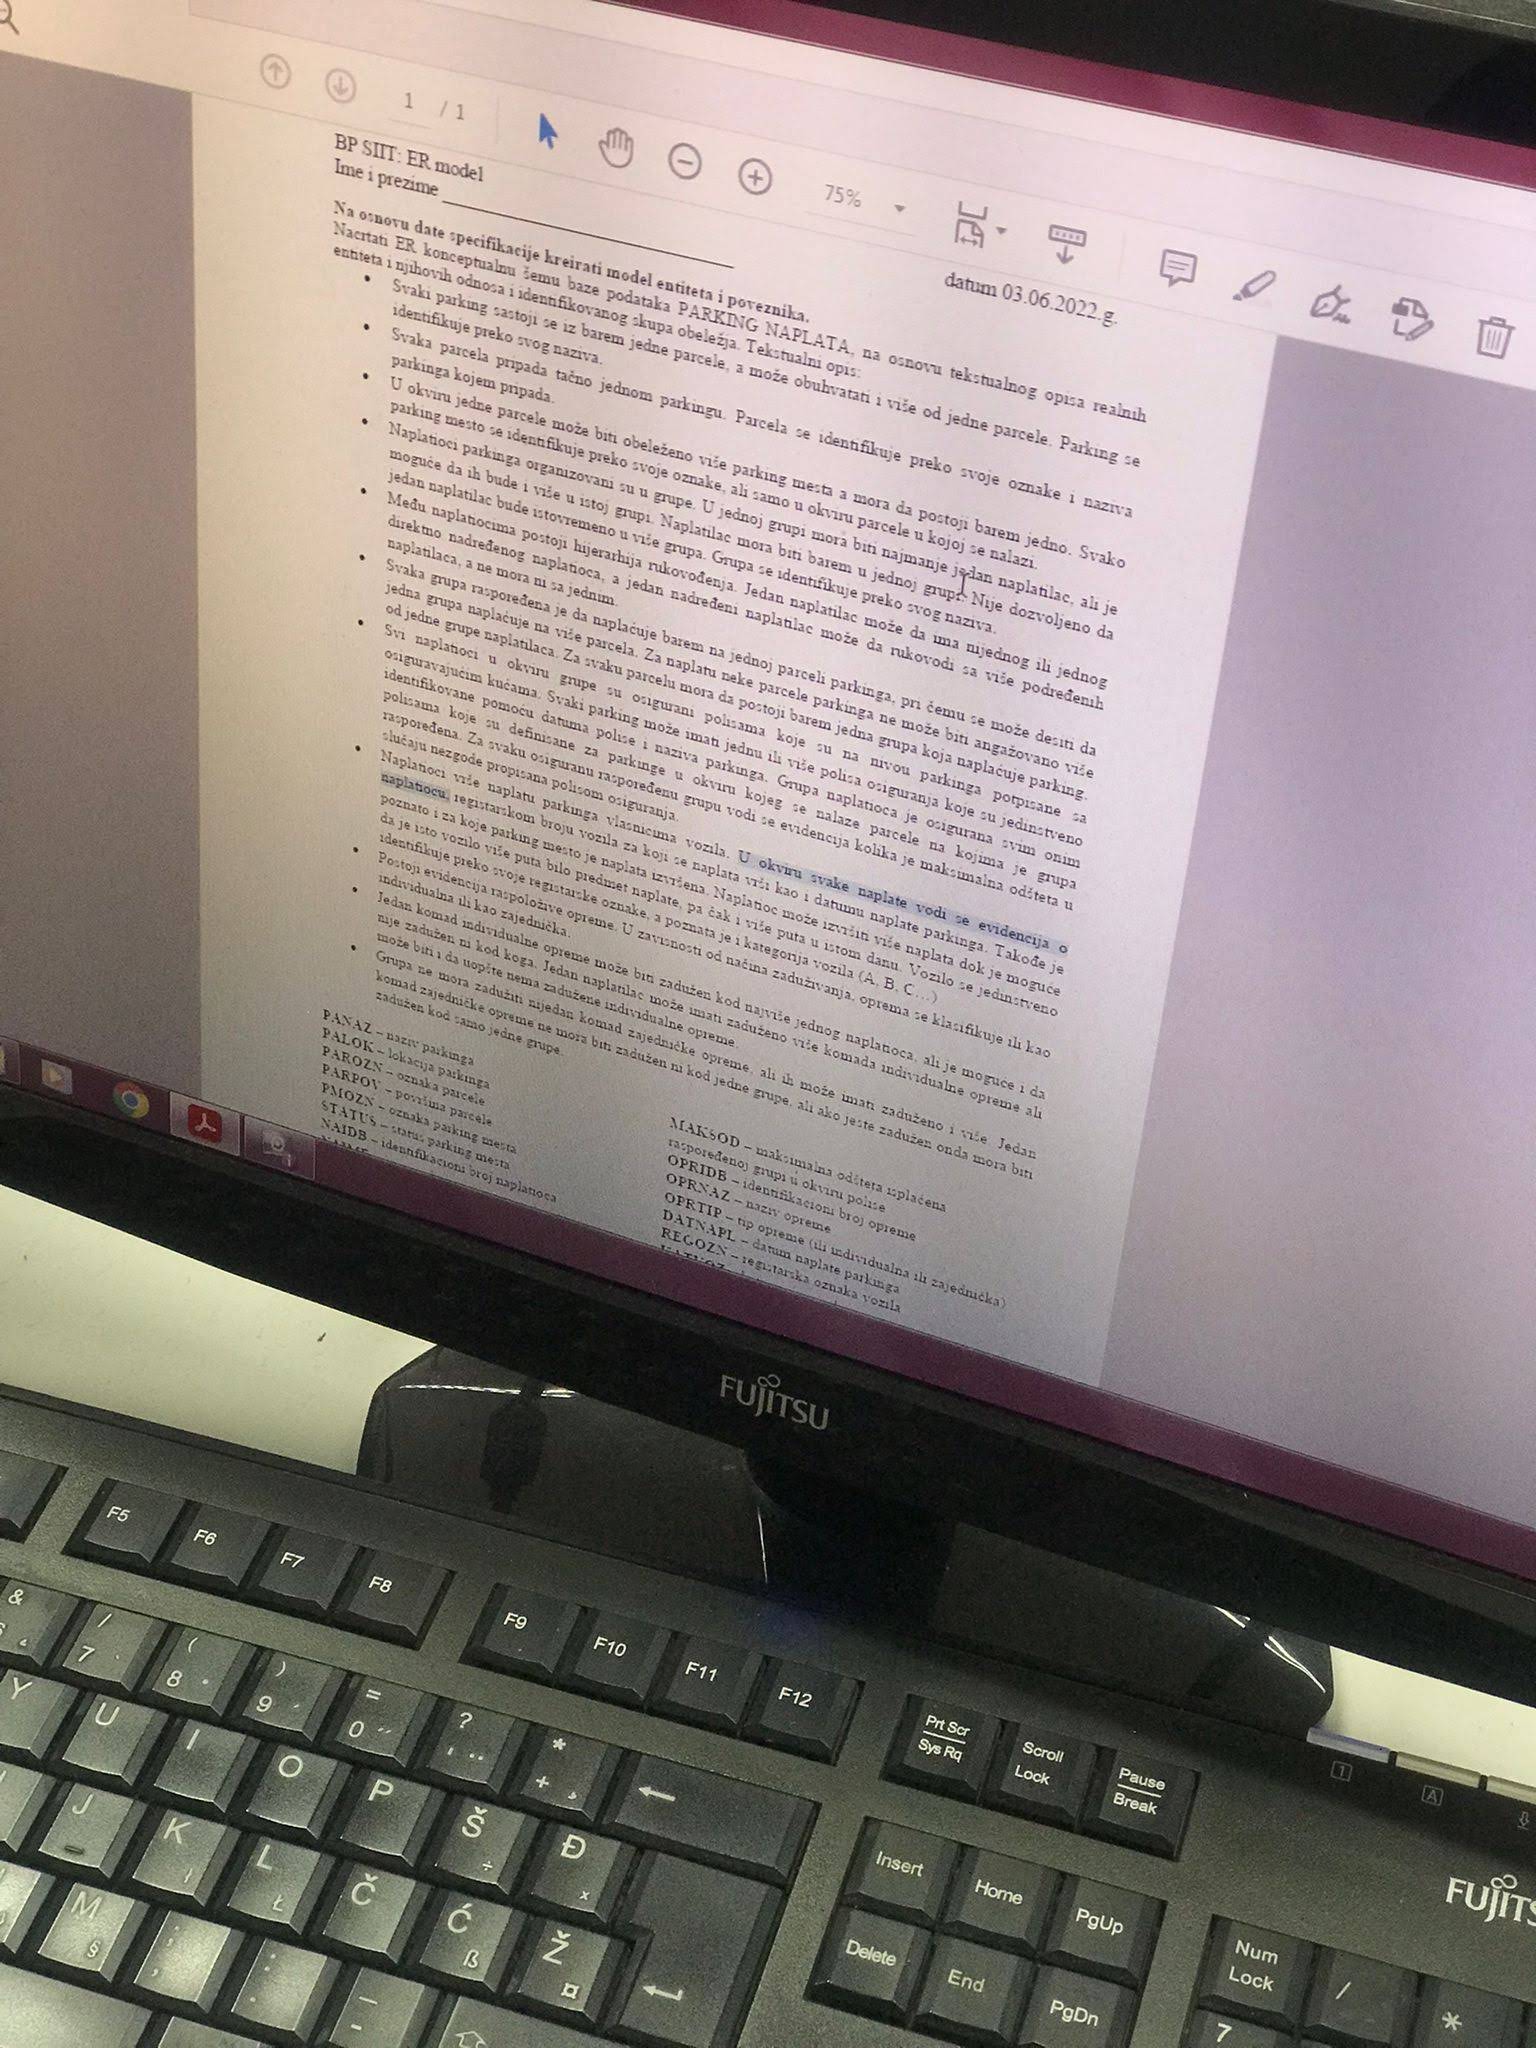 1 / 1
75%
BP SIIT: ER model
Ime i prezime
datum 03.06.2022.g.
Na osnovu date specifikacije kreirati model entiteta i poveznika.
Nacrtati ER konceptualnu šemu baze podataka PARKING NAPLATA, na osnovu tekstualnog opisa realnih
entiteta i njihovih odnosa i identifikovanog skupa obeležja. Tekstualni opis:
• Svaki parking sastoji se iz barem jedne parcele, a može obuhvatati i više od jedne parcele. Parking se
identifikuje preko svog naziva.
• Svaka parcela pripada tačno jednom parkingu. Parcela se identifikuje preko svoje oznake i naziva
parkinga kojem pripada.
• U okviru jedne parcele može biti obeleženo više parking mesta a mora da postoji barem jedno. Svako
parking mesto se identifikuje preko svoje oznake, ali samo u okviru parcele u kojoj se nalazi.
• Naplatioci parkinga organizovani su u grupe. U jednoj grupi mora biti najmanje jedan naplatilac, ali je
moguće da ih bude i više u istoj grupi. Naplatilac mora biti barem u jednoj grupi. Nije dozvoljeno da
jedan naplatilac bude istovremeno u više grupa. Grupa se identifikuje preko svog naziva.
• Među naplatiocima postoji hijerarhija rukovođenja. Jedan naplatilac može da ima nijednog ili jednog
direktno nadređenog naplatioca, a jedan nadređeni naplatilac može da rukovodi sa više podređenih
naplatilaca, a ne mora ni sa jednim.
• Svaka grupa raspoređena je da naplaćuje barem na jednoj parceli parkinga, pri čemu se može desiti da
jedna grupa naplaćuje na više parcela. Za naplatu neke parcele parkinga ne može biti angažovano više
od jedne grupe naplatilaca. Za svaku parcelu mora da postoji barem jedna grupa koja naplaćuje parking.
• Svi naplatioci u okviru grupe su osigurani polisama koje su na nivou parkinga potpisane sa
osiguravajućim kućama. Svaki parking može imati jednu ili više polisa osiguranja koje su jedinstveno
identifikovane pomoću datuma polise i naziva parkinga. Grupa naplatioca je osigurana svim onim
polisama koje su definisane za parkinge u okviru kojeg se nalaze parcele na kojima je grupa
raspoređena. Za svaku osiguranu raspoređenu grupu vodi se evidencija kolika je maksimalna odšteta u
slučaju nezgode propisana polisom osiguranja.
• Naplatioci vrše naplatu parkinga vlasnicima vozila. U okviru svake naplate vodi se evidencija o
naplatiocu, registarskom broju vozila za koji se naplata vrši kao i datumu naplate parkinga. Takođe je
poznato i za koje parking mesto je naplata izvršena. Naplatioc može izvršiti više naplata dok je moguće
da je isto vozilo više puta bilo predmet naplate, pa čak i više puta u istom danu. Vozilo se jedinstveno
identifikuje preko svoje registarske oznake, a poznata je i kategorija vozila (A, B, C...)
• Postoji evidencija raspoložive opreme. U zavisnosti od načina zaduživanja, oprema se klasifikuje ili kao
individualna ili kao zajednička.
• Jedan komad individualne opreme može biti zadužen kod najviše jednog naplatioca, ali je moguće i da
nije zadužen ni kod koga. Jedan naplatilac može imati zaduženo više komada individualne opreme ali
može biti i da uopšte nema zadužene individualne opreme.
• Grupa ne mora zadužiti nijedan komad zajedničke opreme, ali ih može imati zaduženo i više. Jedan
komad zajedničke opreme ne mora biti zadužen ni kod jedne grupe, ali ako jeste zadužen onda mora biti
zadužen kod samo jedne grupe.
PANAZ – naziv parkinga
PALOK – lokacija parkinga
PAROZN – oznaka parcele
PARPOV – površina parcele
PMOZN – oznaka parking mesta
STATUS – status parking mesta
NAIDB – identifikacioni broj naplatioca
MAKSOD – maksimalna odšteta isplaćena
raspoređenoj grupi u okviru polise
OPRIDB – identifikacioni broj opreme
OPRNAZ – naziv opreme
OPRTIP – tip opreme (ili individualna ili zajednička)
DATNAPL – datum naplate parkinga
REGOZN – registarska oznaka vozila
FUJITSU
F5 F6 F7 F8 F9 F10 F11 F12
Prt Scr
Sys Rq
Scroll
Lock
Pause
Break
& / 7 ( 8 ) 9 = 0 ? * +
Y U I O P Š Đ
J K L Č Ć Ž
M
Insert Home PgUp
Delete End PgDn
FUJITS
Num
Lock
/ *
7
1 A